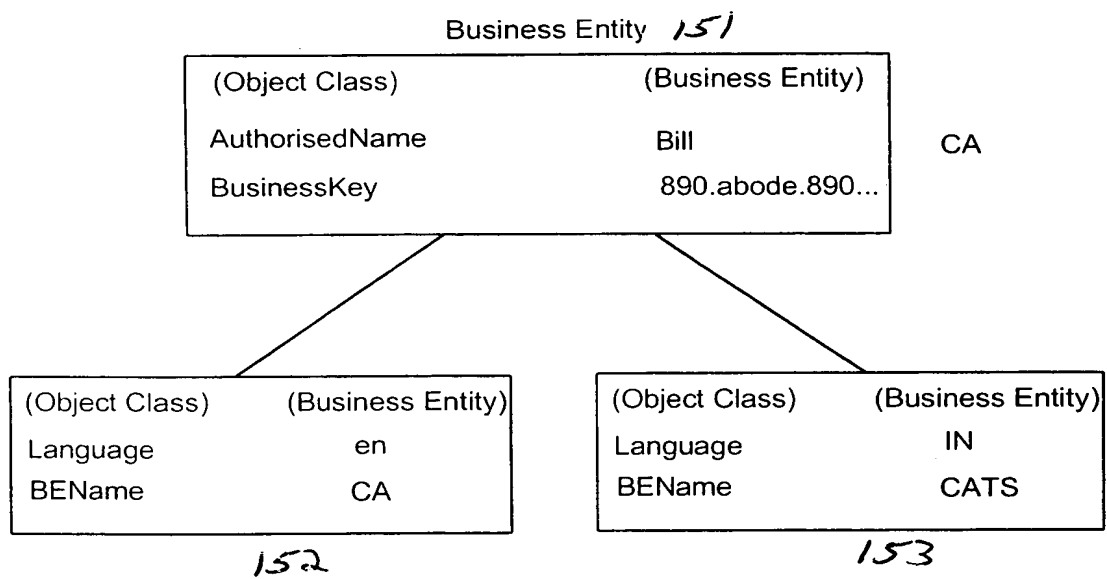 Business Entity 151
(Object Class) (Business Entity)
AuthorisedName Bill
CA
BusinessKey 890.abode.890...
(Object Class) (Business Entity)
Language en
BEName CA
152
(Object Class) (Business Entity)
Language IN
BEName CATS
153